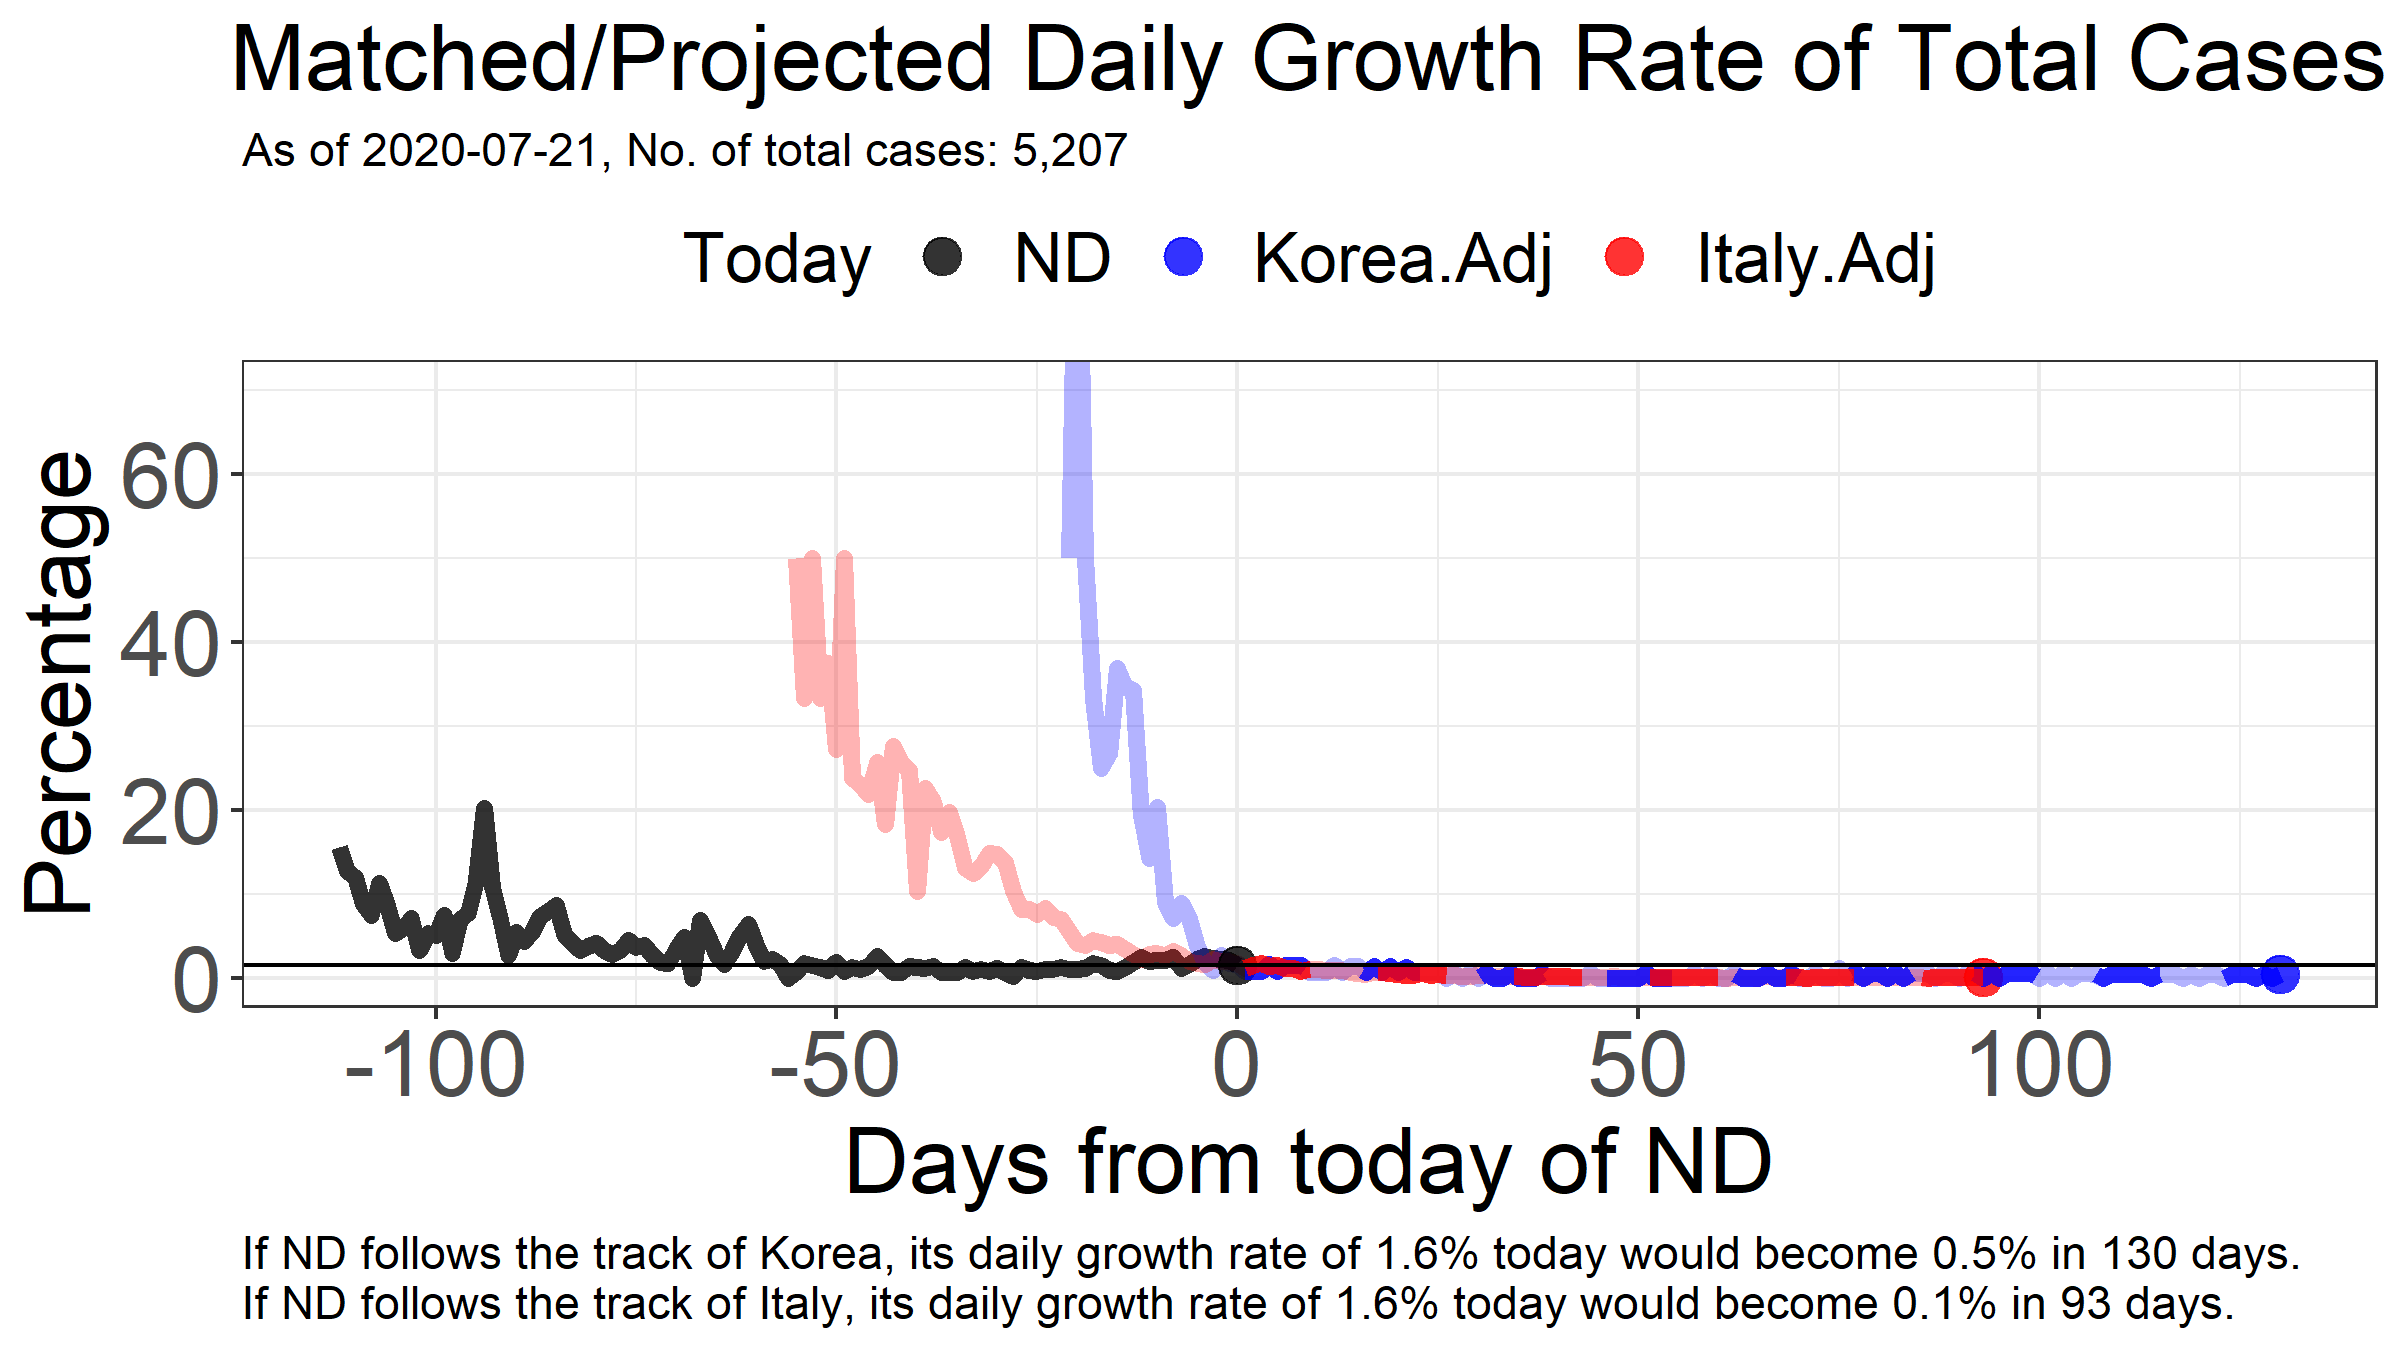 Matched/Projected Daily Growth Rate of Total Cases
As of 2020-07-21, No. of total cases: 5,207
Today ND Korea.Adj Italy.Adj
Percentage
60
40
20
0
-100 -50 0 50 100
Days from today of ND
If ND follows the track of Korea, its daily growth rate of 1.6% today would become 0.5% in 130 days.
If ND follows the track of Italy, its daily growth rate of 1.6% today would become 0.1% in 93 days.